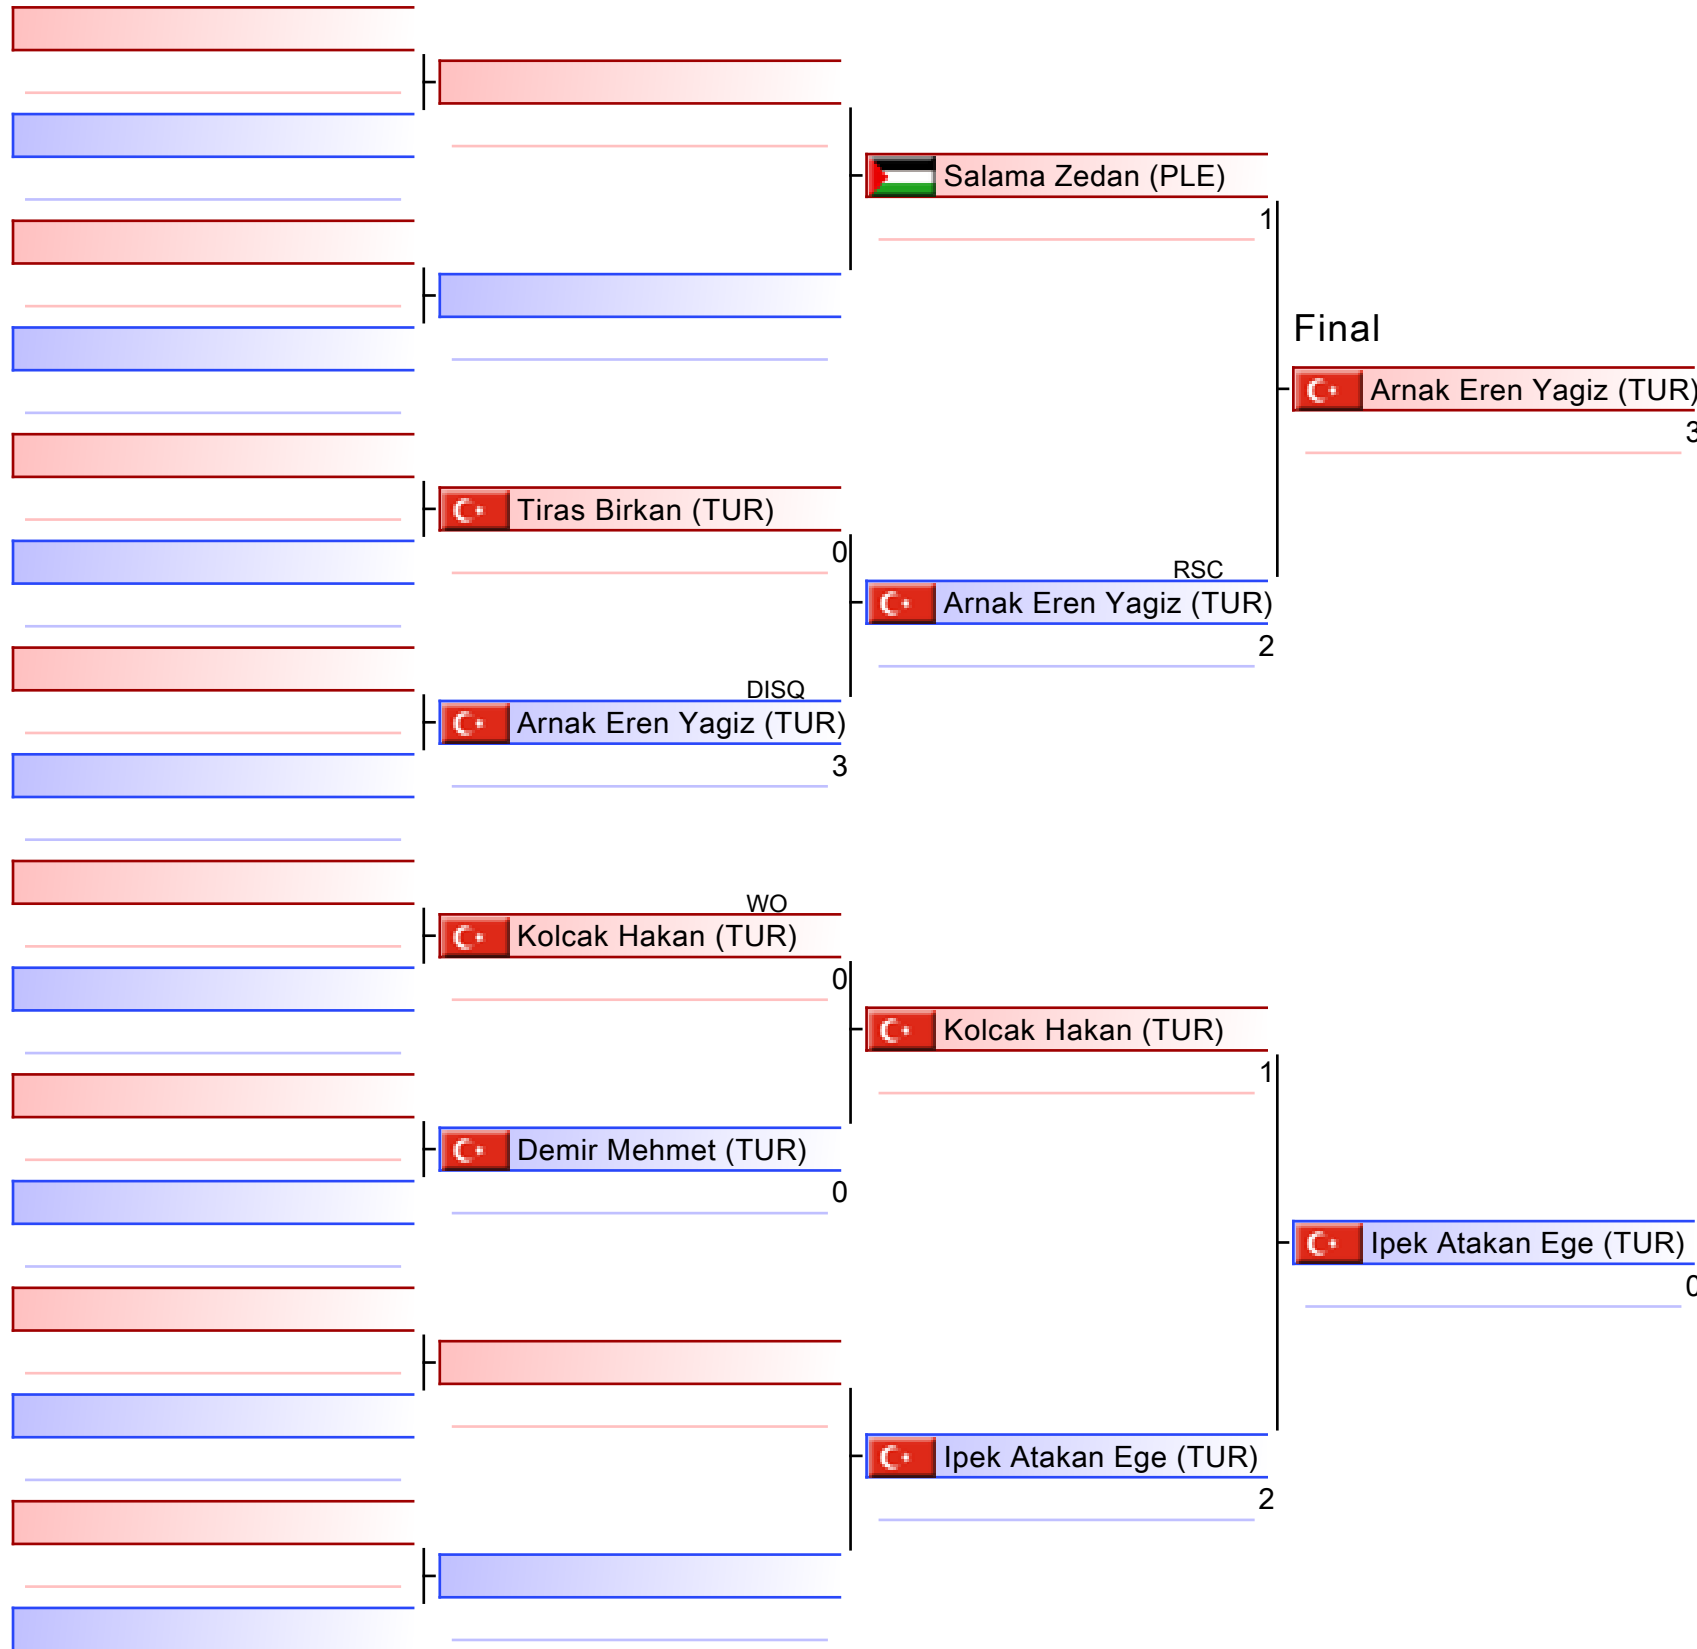 Salama Zedan (PLE)
1
Final
Arnak Eren Yagiz (TUR)
3
Tiras Birkan (TUR)
0
RSC
Arnak Eren Yagiz (TUR)
2
DISQ
Arnak Eren Yagiz (TUR)
3
WO
Kolcak Hakan (TUR)
0
Kolcak Hakan (TUR)
1
Demir Mehmet (TUR)
0
Ipek Atakan Ege (TUR)
0
Ipek Atakan Ege (TUR)
2